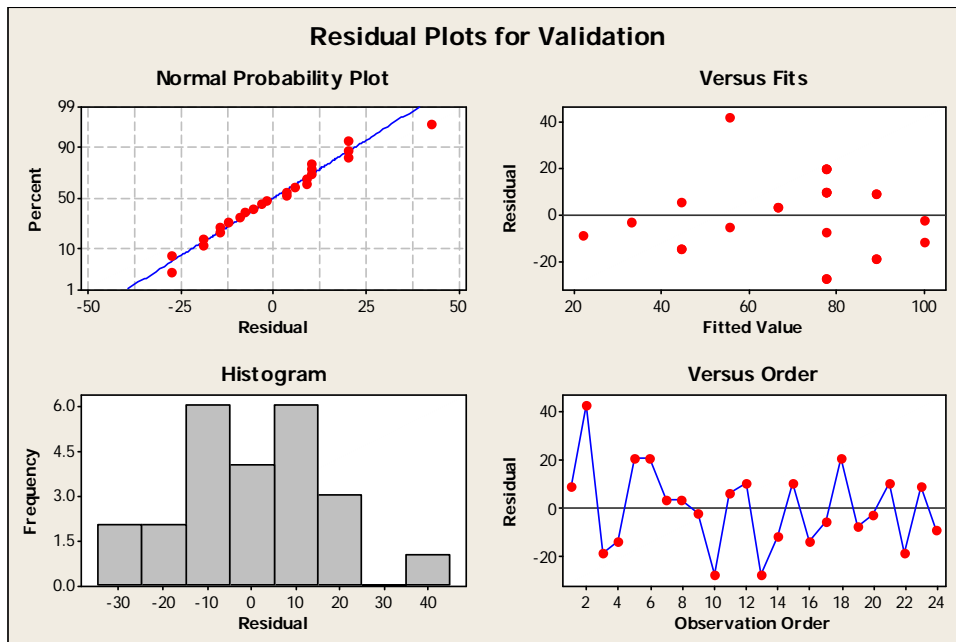 Residual Plots for Validation
Normal Probability Plot
99
90
50
10
1
Percent
-50 -25 0 25 50
Residual
Versus Fits
40
20
0
-20
Residual
20 40 60 80 100
Fitted Value
Histogram
6.0
4.5
3.0
1.5
0.0
Frequency
-30 -20 -10 0 10 20 30 40
Residual
Versus Order
40
20
0
-20
Residual
2 4 6 8 10 12 14 16 18 20 22 24
Observation Order